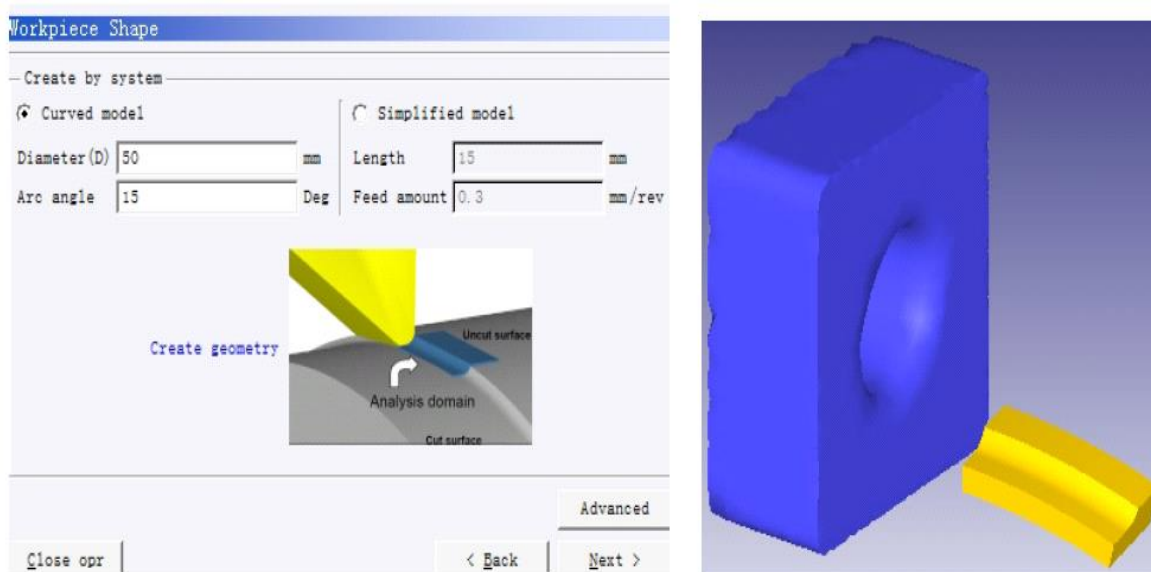 Workpiece Shape
Create by system
Curved model
Simplified model
Diameter(D) 50 mm
Length 15 mm
Arc angle 15 Deg
Feed amount 0.3 mm/rev
Create geometry
Uncut surface
Analysis domain
Cut surface
Advanced
Close opr
< Back
Next >